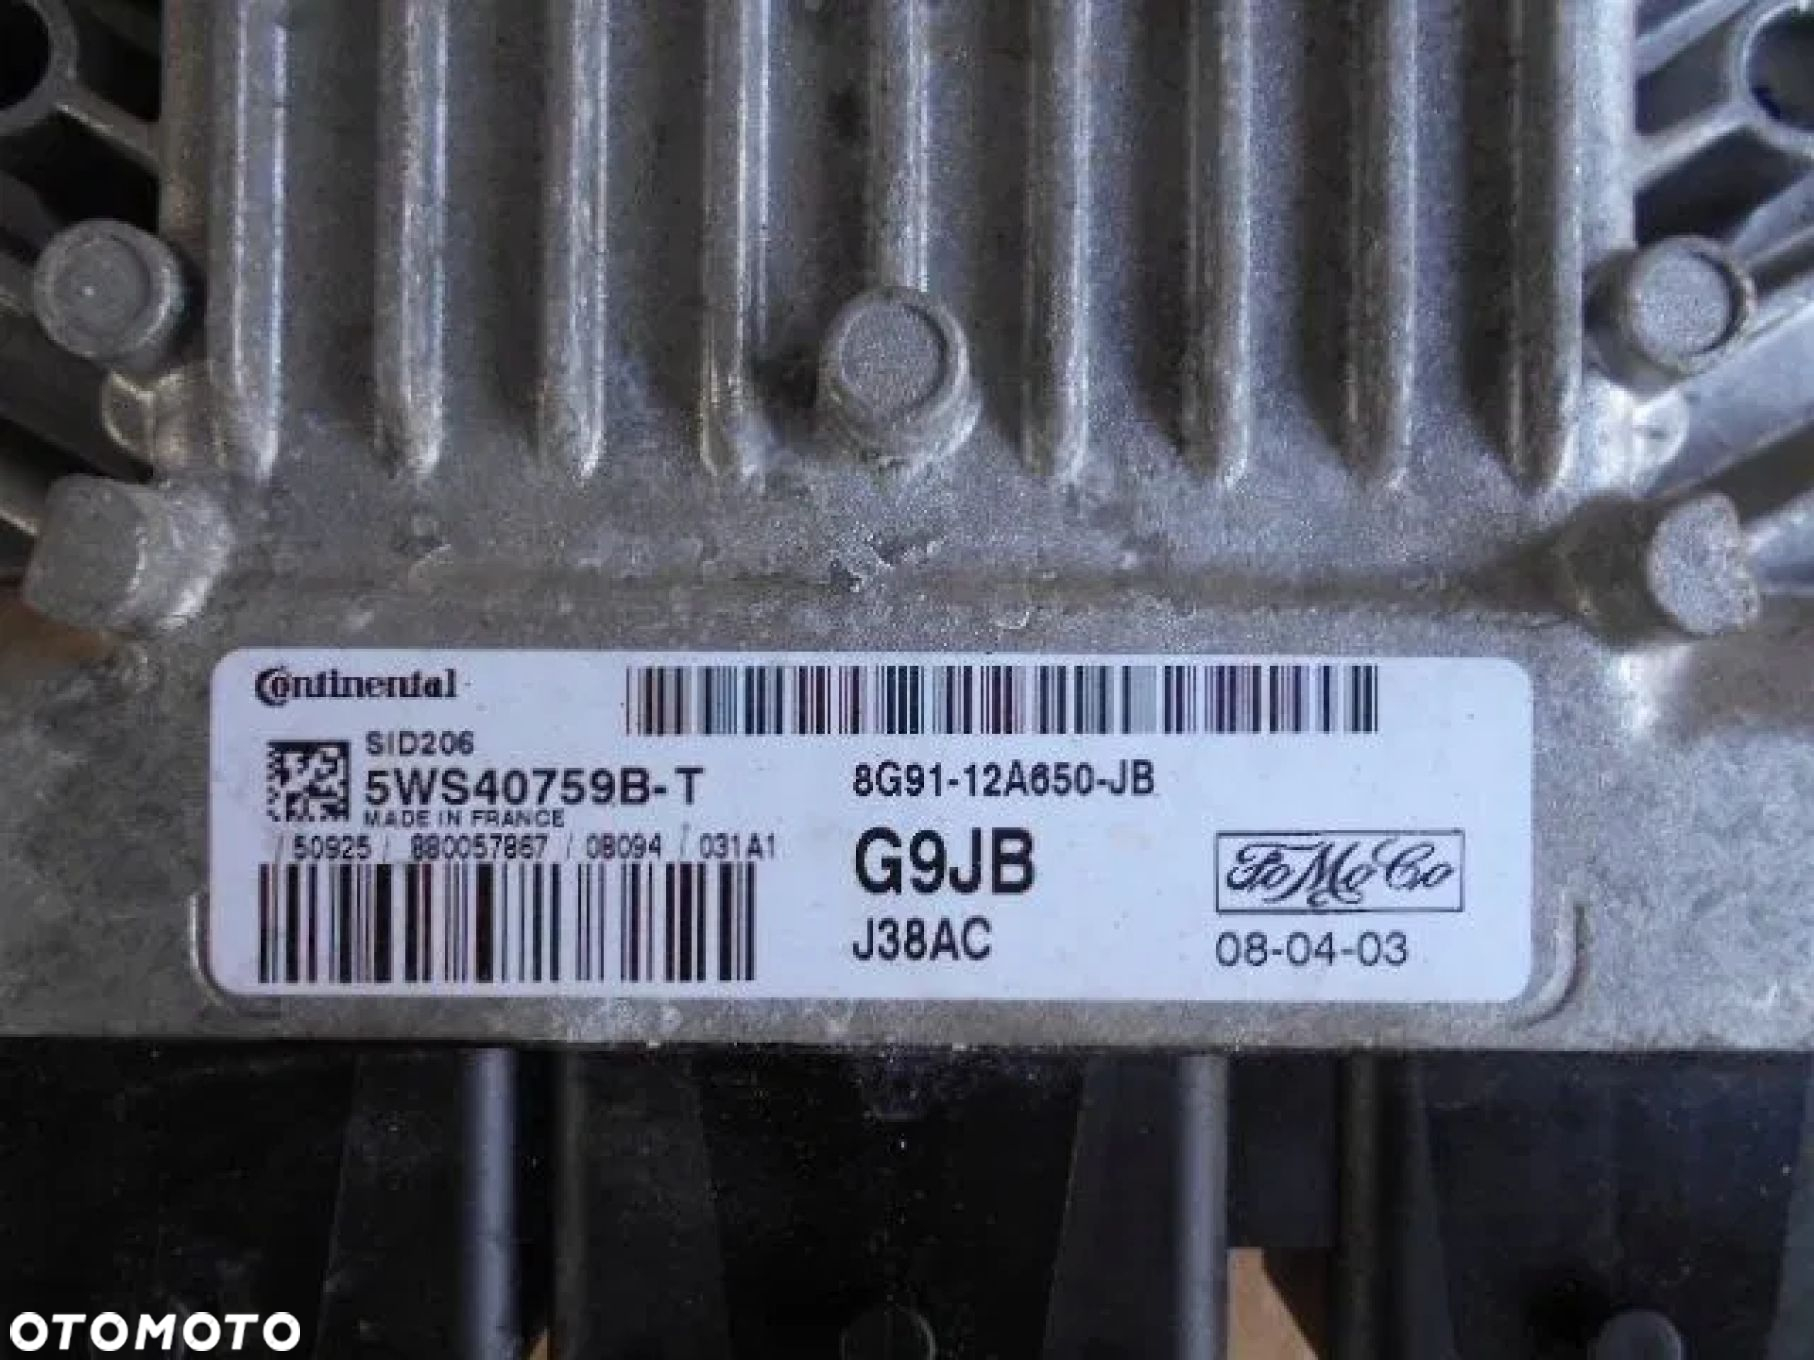 Continental
SID206
5WS40759B-T
MADE IN FRANCE
/ 50925 / 880057867 / 08094 / 031A1
8G91-12A650-JB
G9JB
J38AC
FoMoCo
08-04-03
OTOMOTO